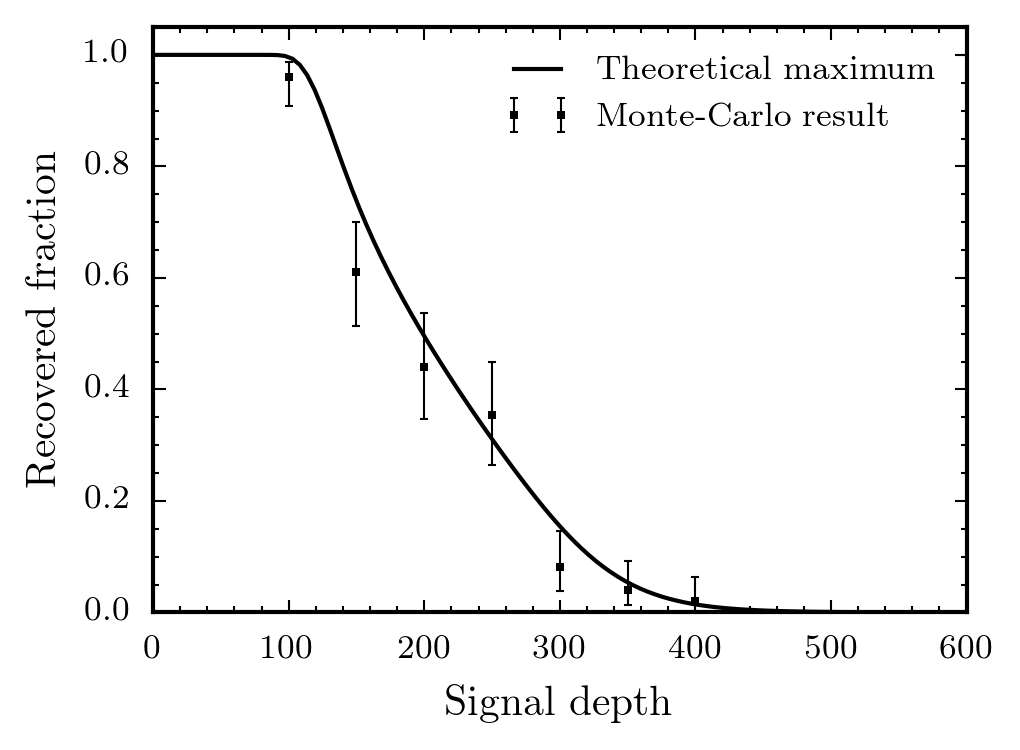 Theoretical maximum
Monte-Carlo result
1.0
0.8
0.6
0.4
0.2
0.0
Recovered fraction
0 100 200 300 400 500 600
Signal depth